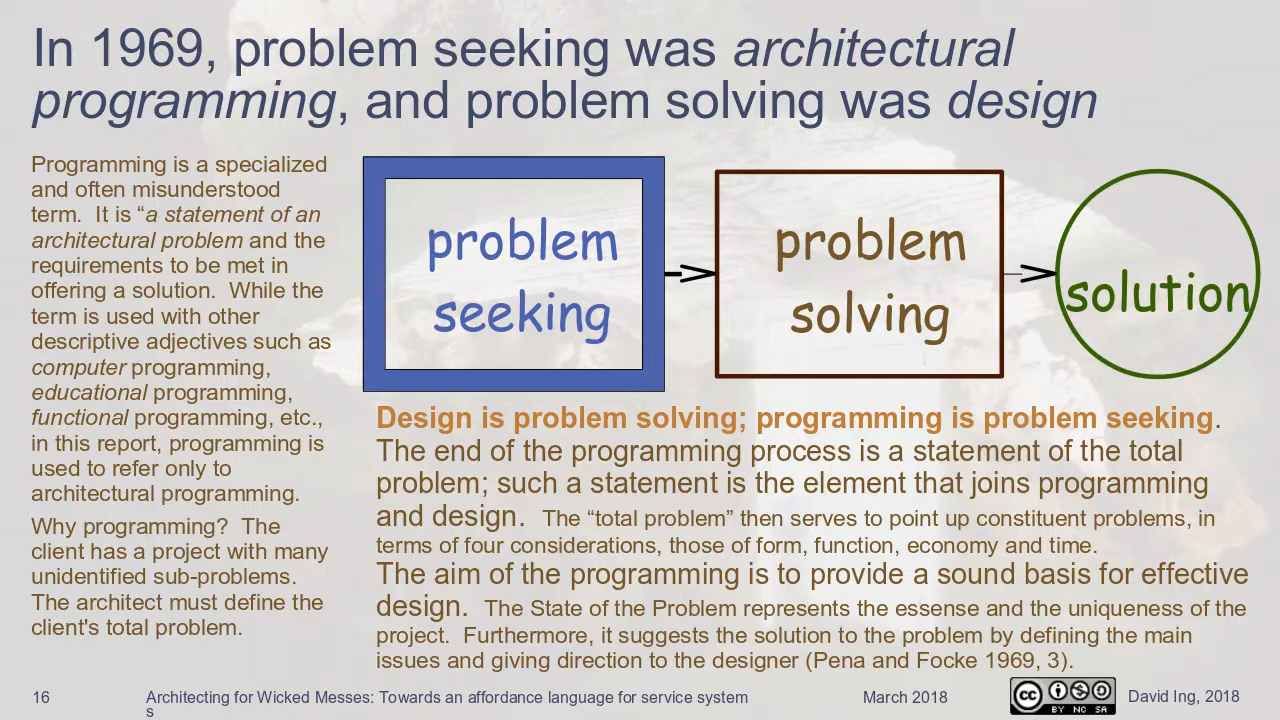 In 1969, problem seeking was architectural
programming, and problem solving was design
Programming is a specialized
and often misunderstood
term.  It is “a statement of an
architectural problem and the
requirements to be met in
offering a solution.  While the
term is used with other
descriptive adjectives such as
computer programming,
educational programming,
functional programming, etc.,
in this report, programming is
used to refer only to
architectural programming.
Why programming?  The
client has a project with many
unidentified sub-problems.
The architect must define the
client's total problem.
problem
seeking
problem
solving
solution
Design is problem solving; programming is problem seeking.
The end of the programming process is a statement of the total
problem; such a statement is the element that joins programming
and design.  The “total problem” then serves to point up constituent problems, in
terms of four considerations, those of form, function, economy and time.
The aim of the programming is to provide a sound basis for effective
design.  The State of the Problem represents the essense and the uniqueness of the
project.  Furthermore, it suggests the solution to the problem by defining the main
issues and giving direction to the designer (Pena and Focke 1969, 3).
16
Architecting for Wicked Messes: Towards an affordance language for service system
s
March 2018
cc
BY NC SA
David Ing, 2018